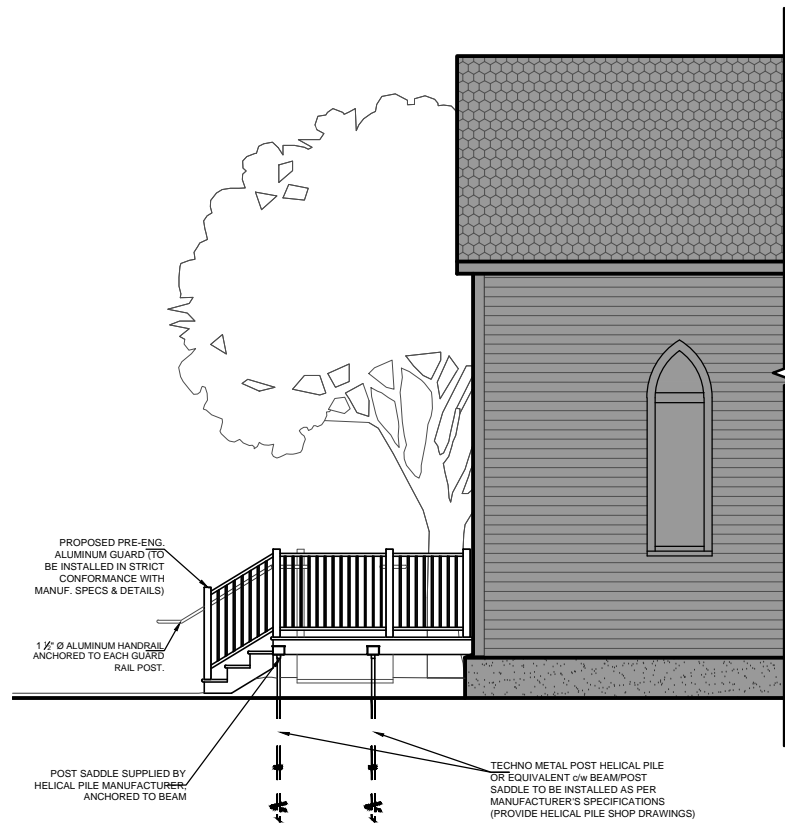 PROPOSED PRE-ENG.
ALUMINUM GUARD (TO
BE INSTALLED IN STRICT
CONFORMANCE WITH
MANUF. SPECS & DETAILS)
1 ½" Ø ALUMINUM HANDRAIL
ANCHORED TO EACH GUARD
RAIL POST.
POST SADDLE SUPPLIED BY
HELICAL PILE MANUFACTURER,
ANCHORED TO BEAM
TECHNO METAL POST HELICAL PILE
OR EQUIVALENT c/w BEAM/POST
SADDLE TO BE INSTALLED AS PER
MANUFACTURER'S SPECIFICATIONS
(PROVIDE HELICAL PILE SHOP DRAWINGS)